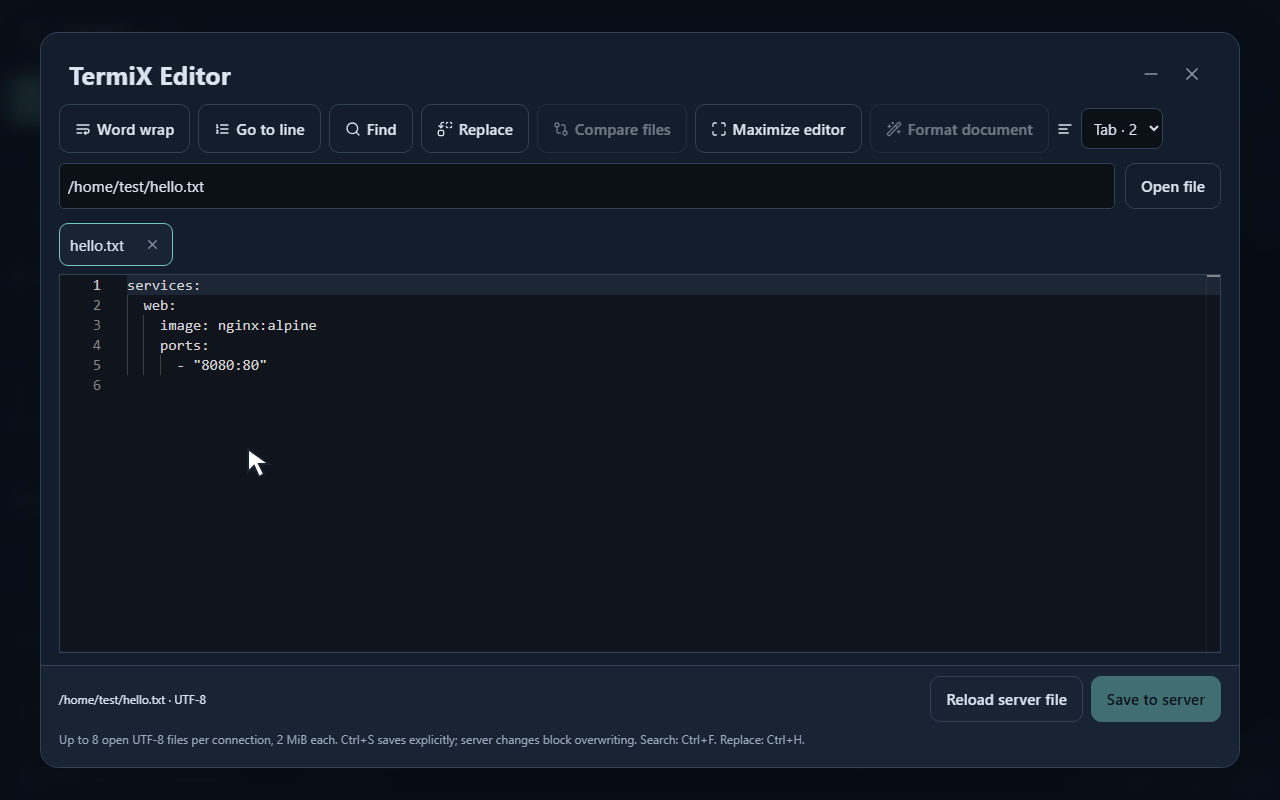 TermiX Editor
Word wrap Go to line Find Replace Compare files Maximize editor Format document Tab · 2
/home/test/hello.txt Open file
hello.txt
1 services:
2   web:
3     image: nginx:alpine
4     ports:
5       - "8080:80"
6
/home/test/hello.txt · UTF-8 Reload server file Save to server
Up to 8 open UTF-8 files per connection, 2 MiB each. Ctrl+S saves explicitly; server changes block overwriting. Search: Ctrl+F. Replace: Ctrl+H.